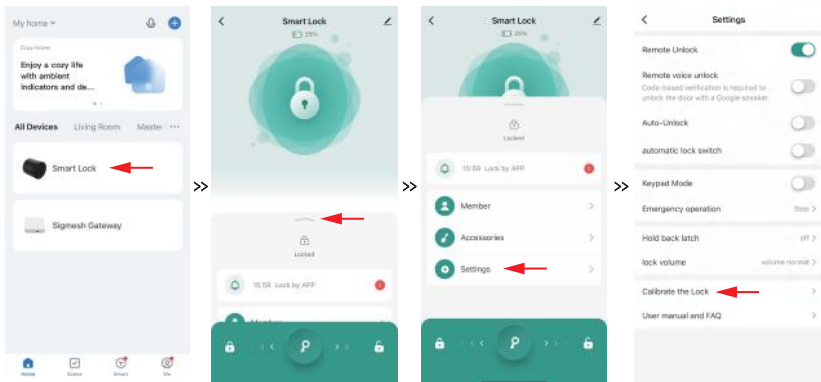 My home
Cozy Home
Enjoy a cozy life
with ambient
indicators and de...
All Devices Living Room Master ...
Smart Lock
Sigmesh Gateway
Home Scene Smart Me
>>
Smart Lock
25%
Locked
15:59 Lock by APP
Member
>>
Smart Lock
Locked
15:59 Lock by APP
Member
Accessories
Settings
>>
Settings
Remote Unlock
Remote voice unlock
Code-based verification is required to
unlock the door with a Google speaker.
Auto-Unlock
automatic lock switch
Keypad Mode
Emergency operation Stop >
Hold back latch off >
lock volume volume normal >
Calibrate the Lock >
User manual and FAQ >